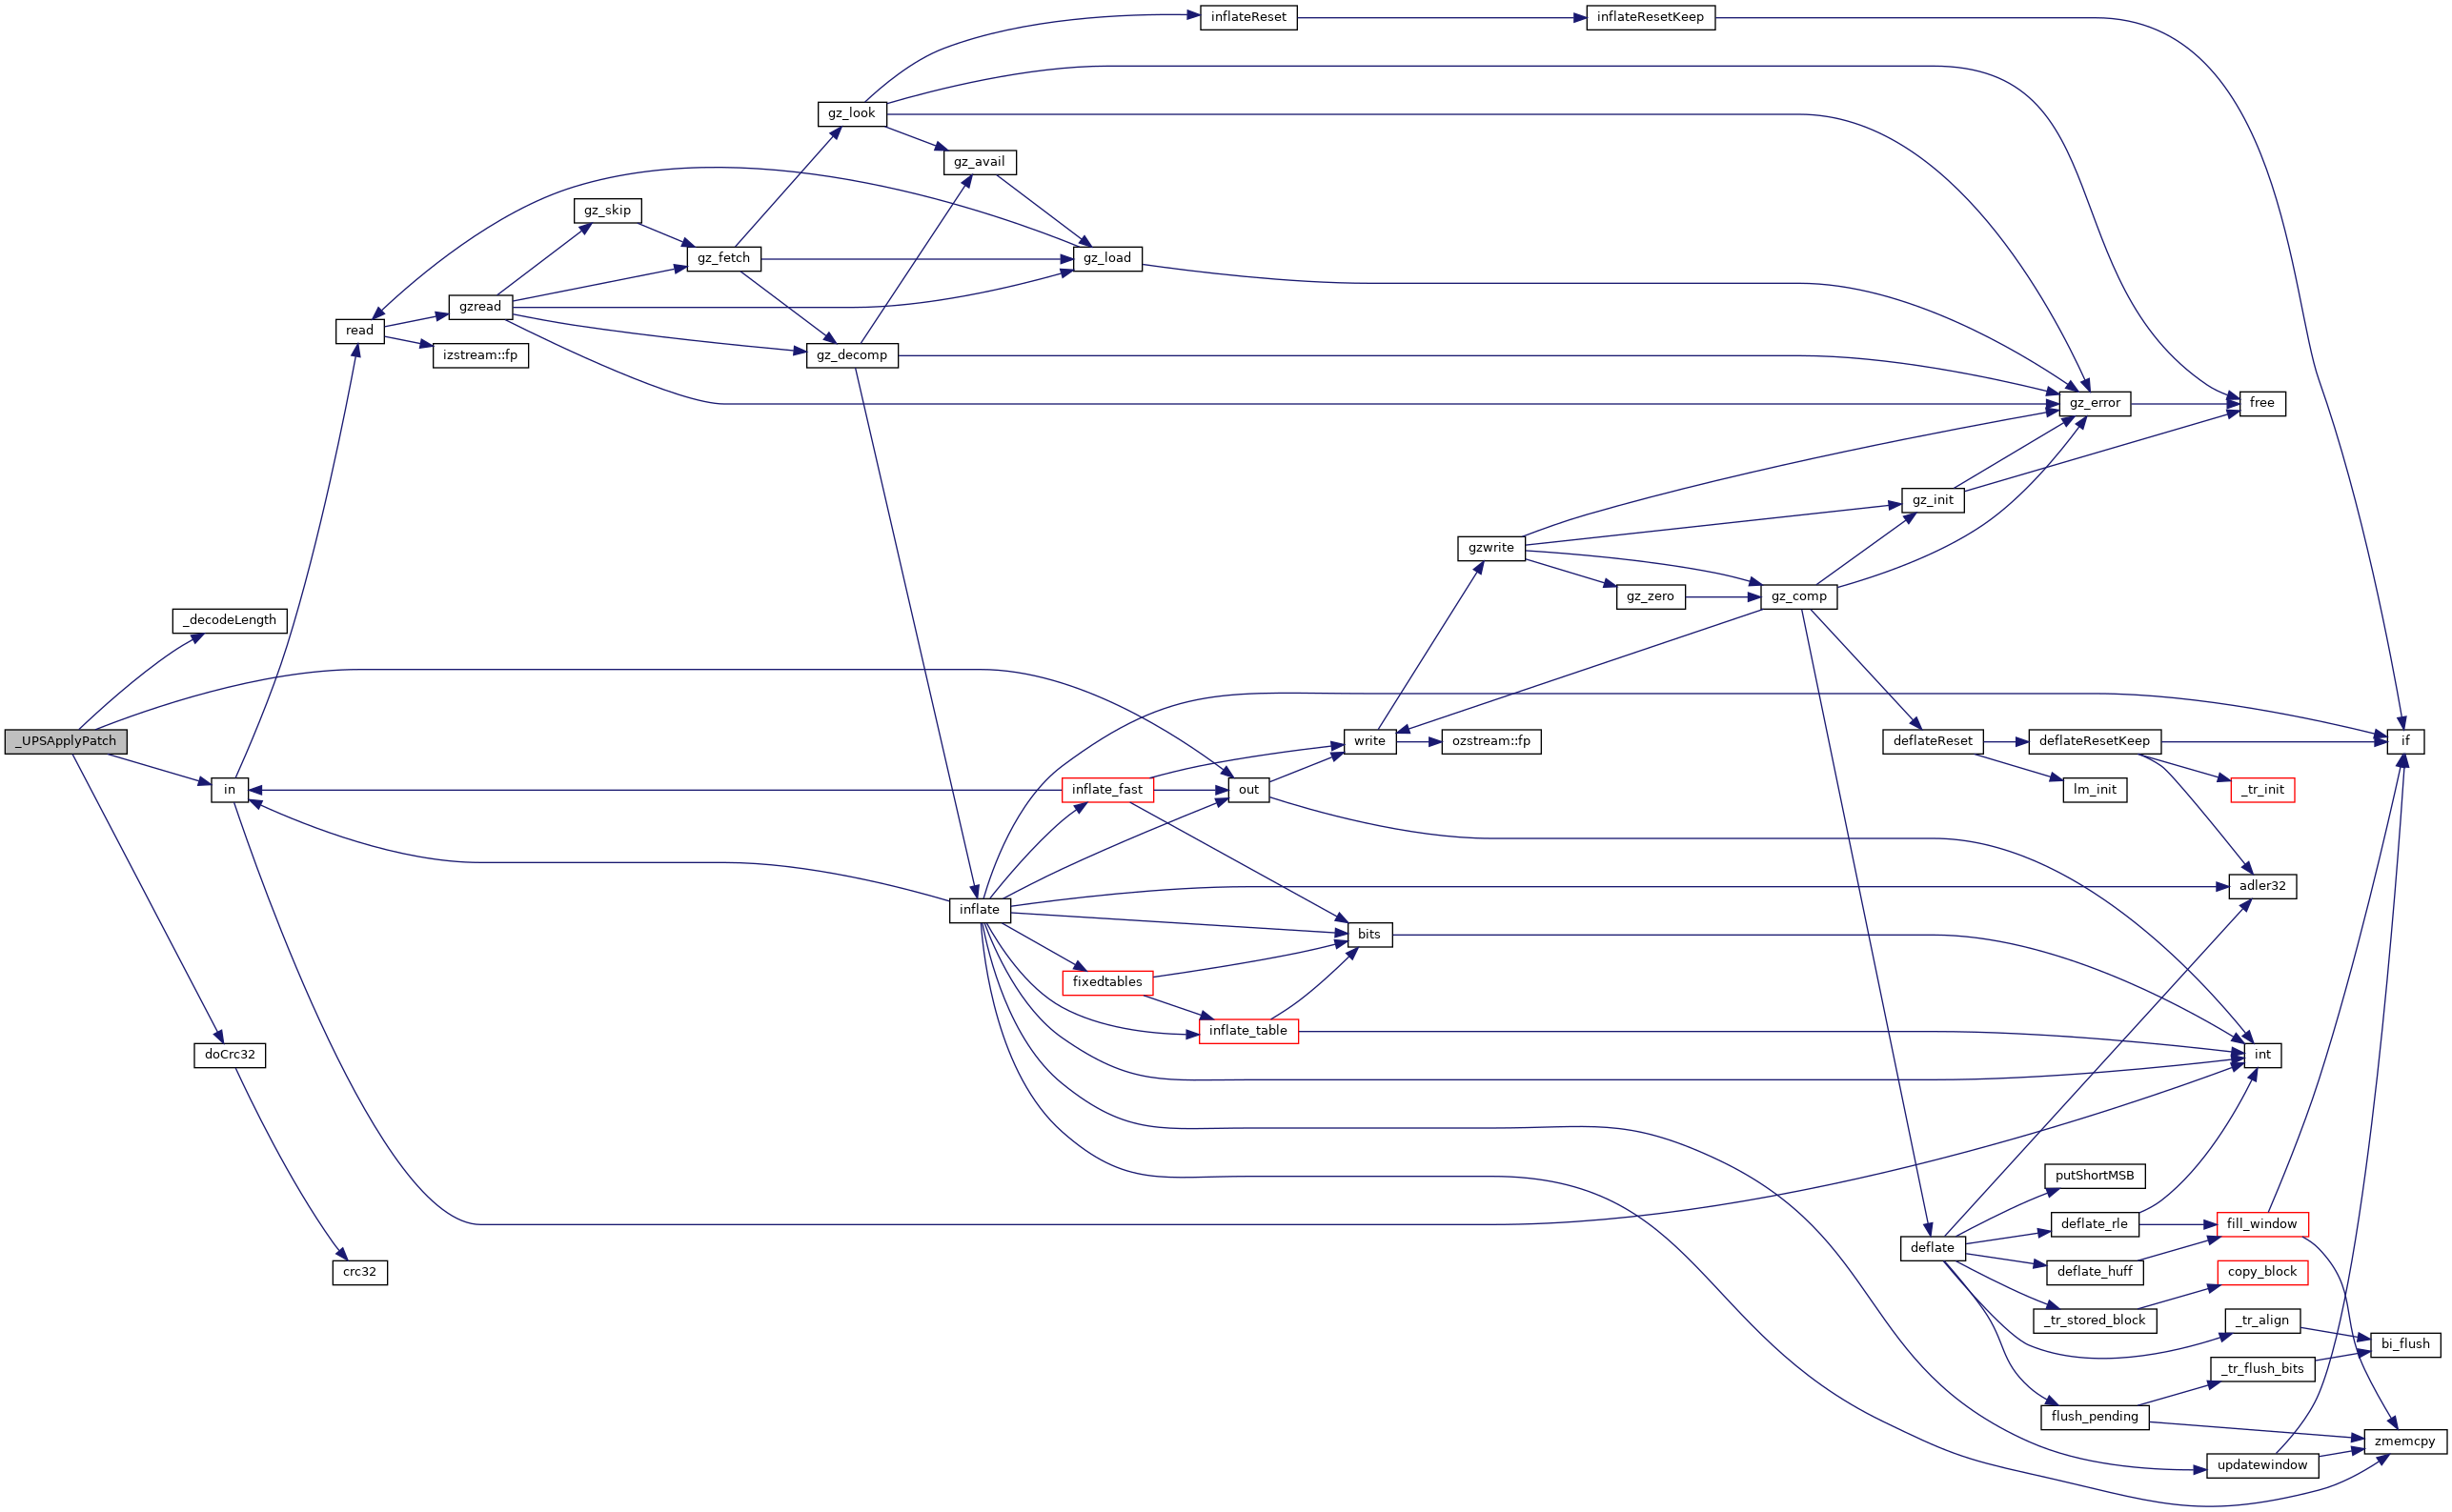 inflateReset
inflateResetKeep
gz_look
gz_avail
gz_skip
gz_fetch
gz_load
gzread
read
izstream::fp
gz_decomp
gz_error
free
gz_init
gzwrite
gz_zero
gz_comp
_decodeLength
_UPSApplyPatch
write
ozstream::fp
deflateReset
deflateResetKeep
if
in
inflate_fast
out
lm_init
_tr_init
adler32
inflate
bits
fixedtables
inflate_table
doCrc32
int
putShortMSB
deflate_rle
fill_window
deflate
crc32
deflate_huff
copy_block
_tr_stored_block
_tr_align
bi_flush
_tr_flush_bits
flush_pending
zmemcpy
updatewindow